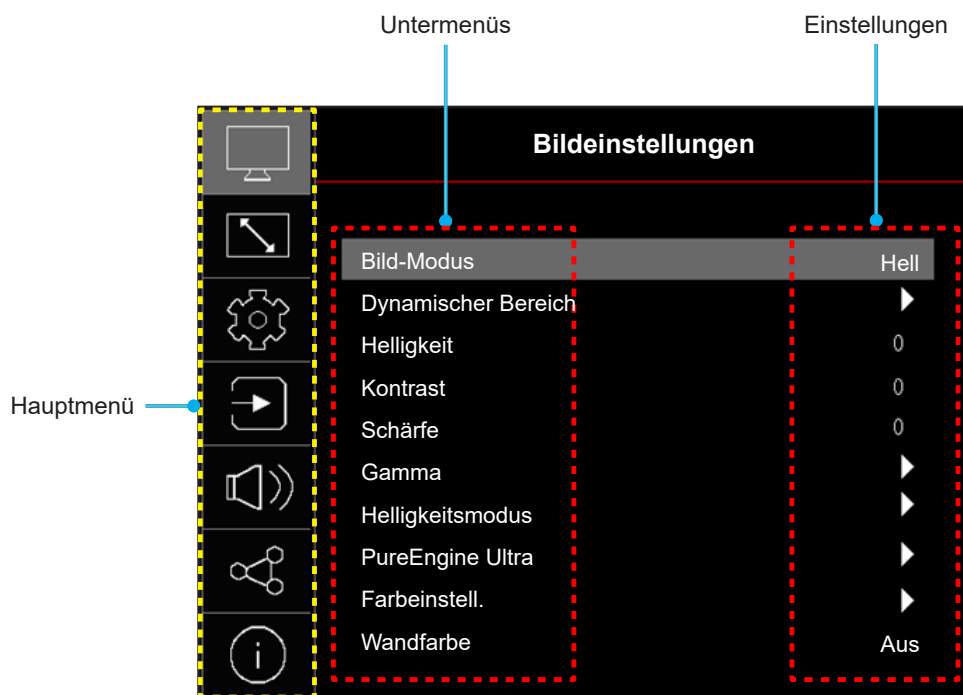 Untermenüs Einstellungen
Bildeinstellungen
Bild-Modus Hell
Dynamischer Bereich
Helligkeit 0
Kontrast 0
Hauptmenü
Schärfe 0
Gamma
Helligkeitsmodus
PureEngine Ultra
Farbeinstell.
Wandfarbe Aus
i